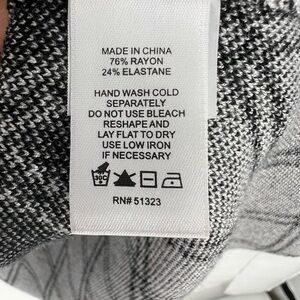 MADE IN CHINA
76% RAYON
24% ELASTANE
HAND WASH COLD
SEPARATELY
DO NOT USE BLEACH
RESHAPE AND
LAY FLAT TO DRY
USE LOW IRON
IF NECESSARY
30C
RN# 51323